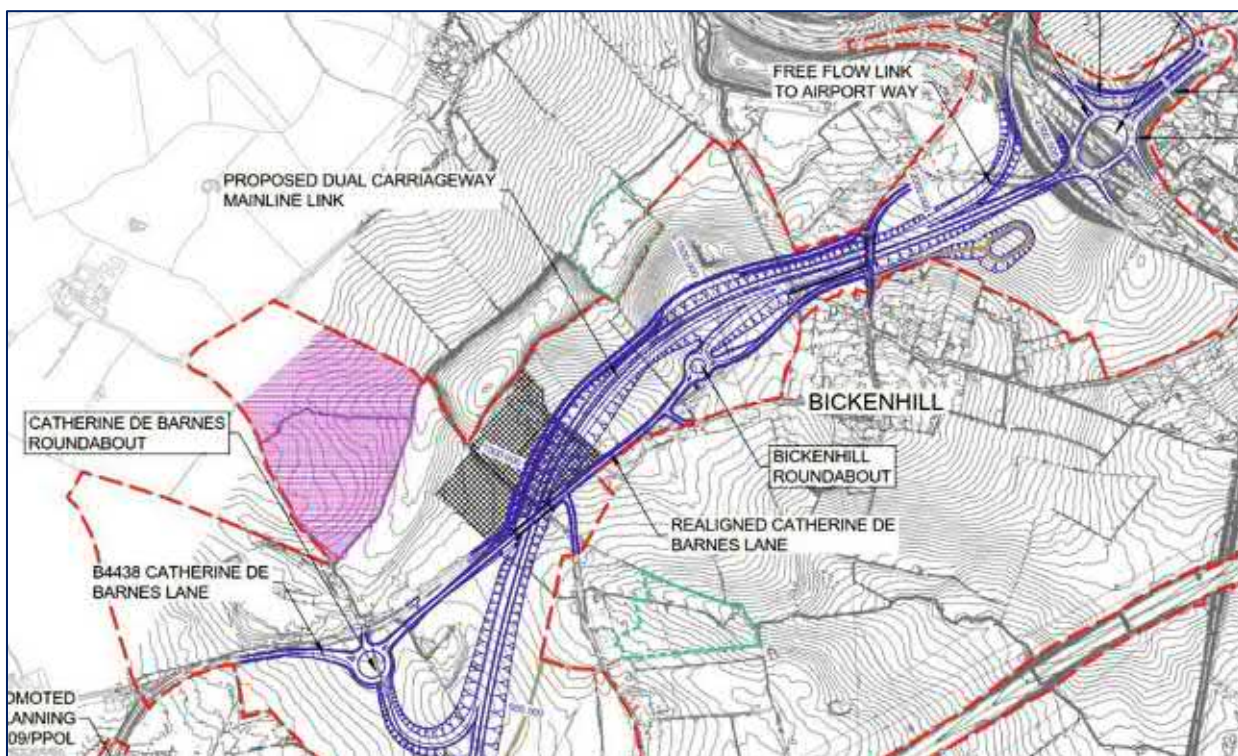 FREE FLOW LINK
TO AIRPORT WAY
PROPOSED DUAL CARRIAGEWAY
MAINLINE LINK
CATHERINE DE BARNES
ROUNDABOUT
BICKENHILL
BICKENHILL
ROUNDABOUT
REALIGNED CATHERINE DE
BARNES LANE
B4438 CATHERINE DE
BARNES LANE
OMOTED
LANNING
09/PPOL